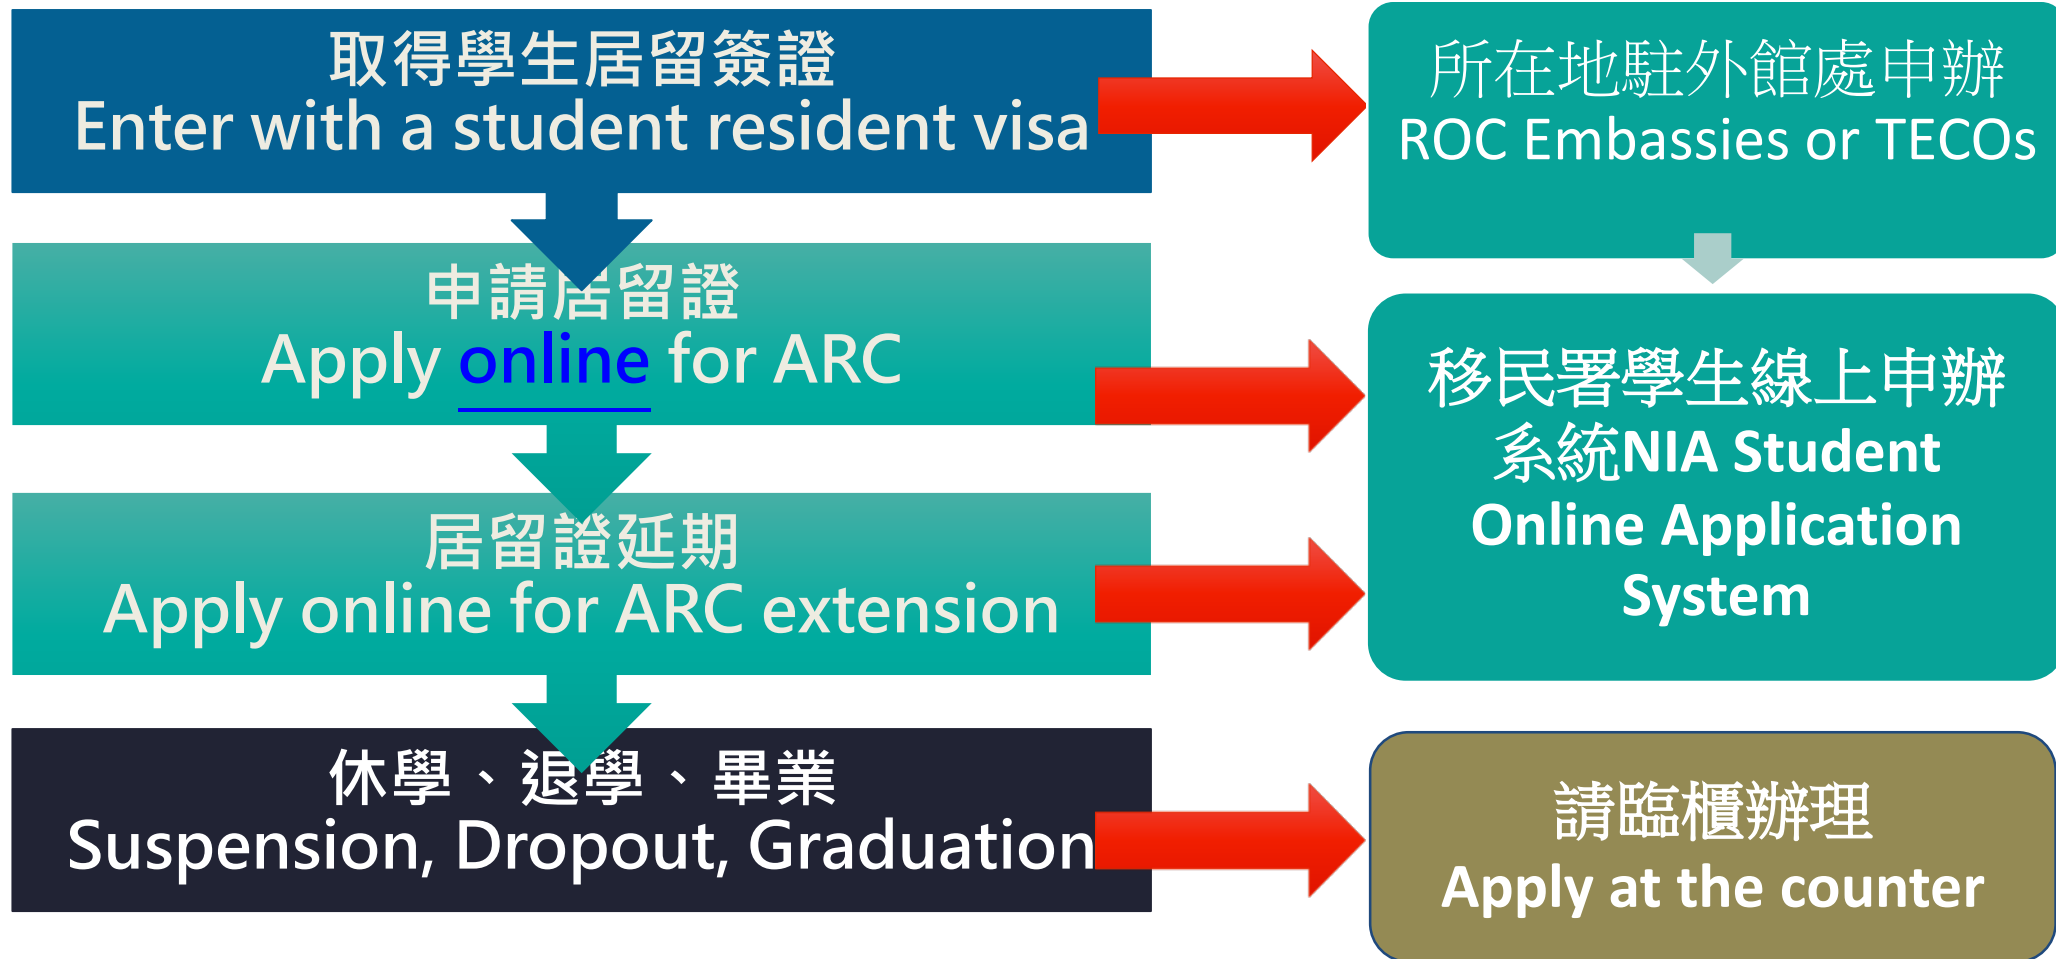 取得學生居留簽證
Enter with a student resident visa
所在地駐外館處申辦
ROC Embassies or TECOs
申請居留證
Apply online for ARC
移民署學生線上申辦
系統NIA Student
Online Application
System
居留證延期
Apply online for ARC extension
休學、退學、畢業
Suspension, Dropout, Graduation
請臨櫃辦理
Apply at the counter